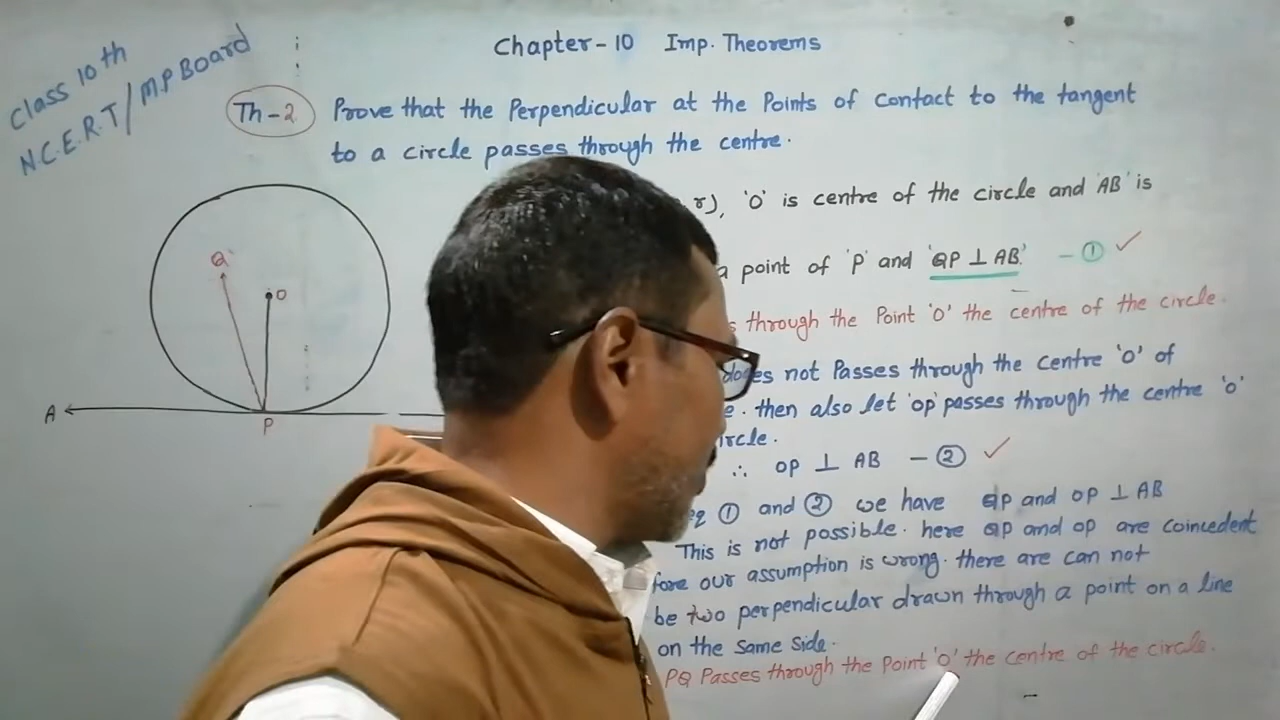 Class 10th
N.C.E.R.T/M.P Board
Chapter-10 Imp. Theorems
Th-2 Prove that the Perpendicular at the Points of Contact to the tangent
to a circle passes through the centre.
r), 'O' is centre of the circle and 'AB' is
a point of 'P' and 'QP ⊥ AB' - ①
through the Point 'O' the centre of the circle.
does not Passes through the centre 'O' of
then also let 'OP' passes through the centre 'O'
∴ OP ⊥ AB - ②
① and ② we have QP and OP ⊥ AB
This is not possible. here QP and OP are coincedent
fore our assumption is wrong. there are can not
be two perpendicular drawn through a point on a line
on the same side.
PQ Passes through the Point 'O' the centre of the circle.
Q
O
A
P